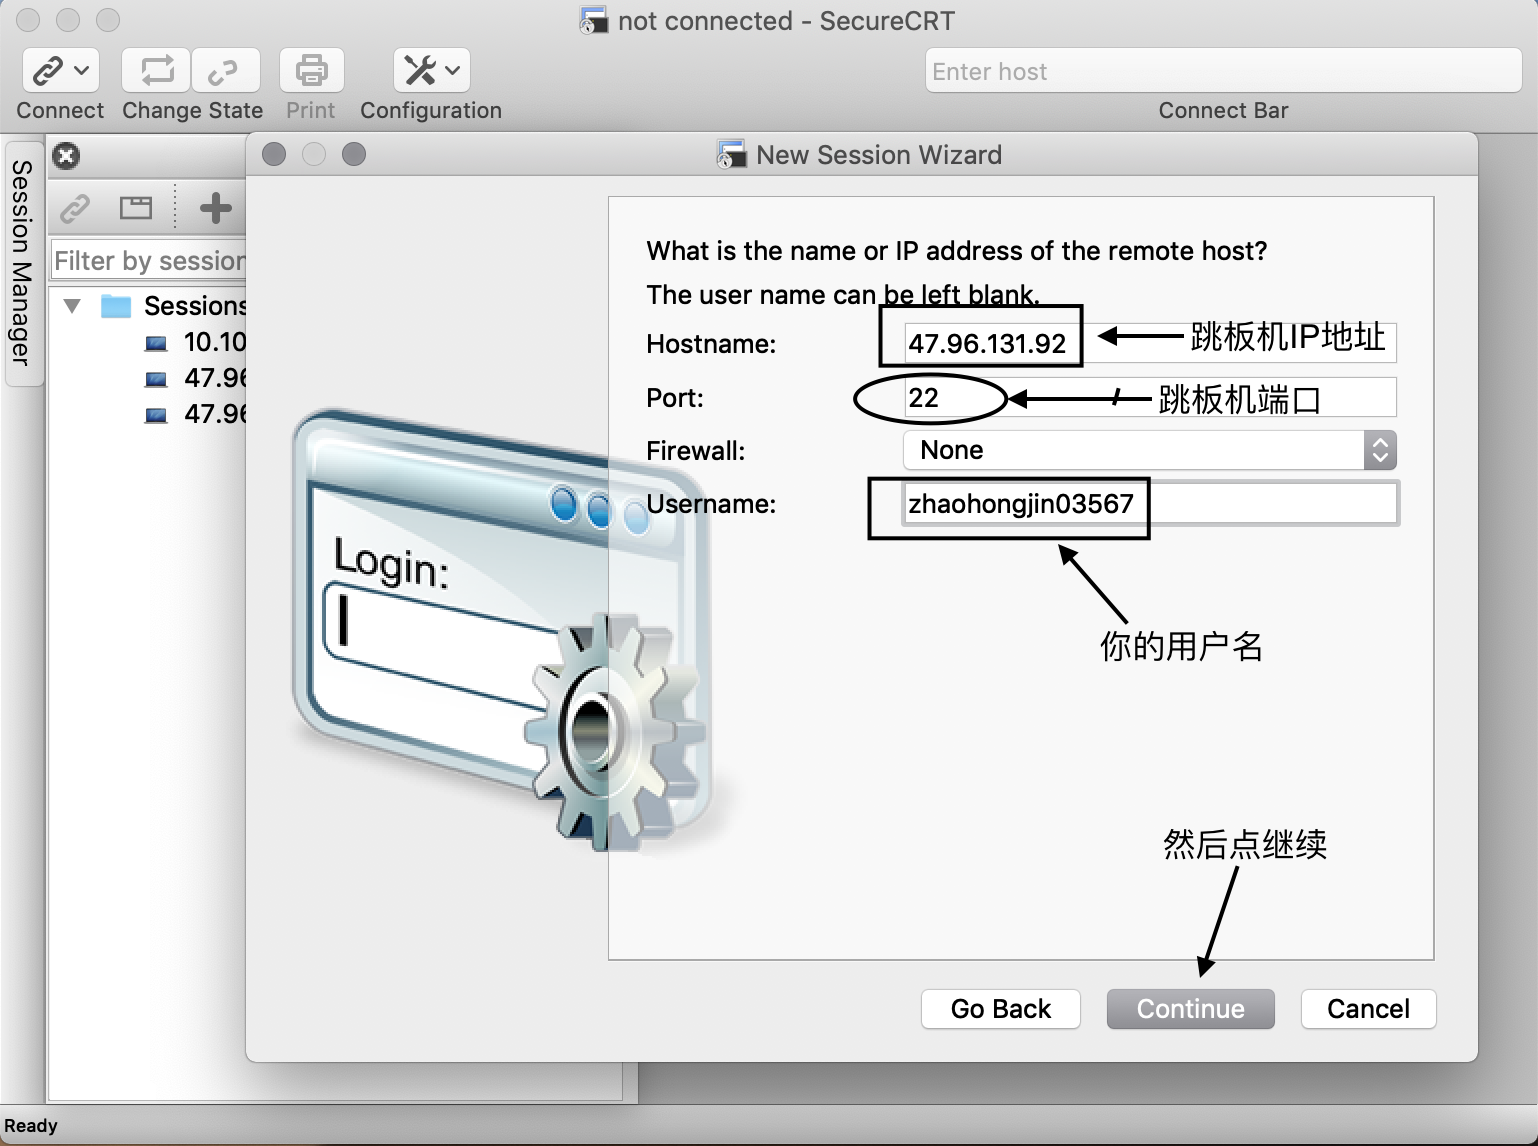 not connected - SecureCRT
Enter host
Connect
Change State
Print
Configuration
Connect Bar
Session Manager
New Session Wizard
Filter by session
Sessions
10.10
47.96
47.96
What is the name or IP address of the remote host?
The user name can be left blank.
Hostname: 47.96.131.92 跳板机IP地址
Port: 22 跳板机端口
Firewall: None
Username: zhaohongjin03567
Login:
你的用户名
然后点继续
Go Back
Continue
Cancel
Ready